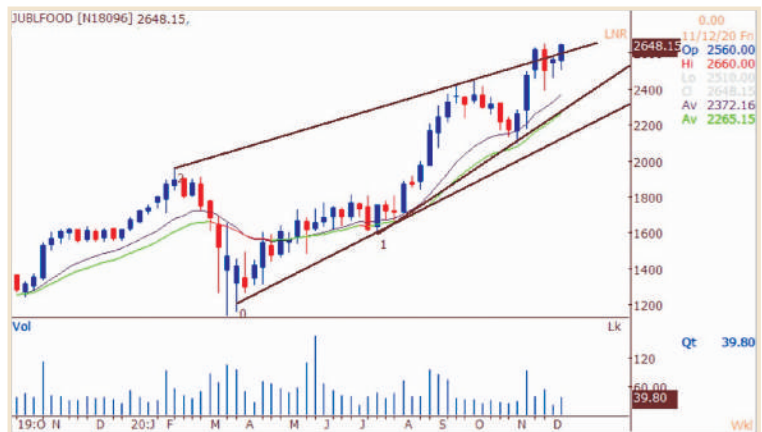 JUBLFOOD [N18096] 2648.15,
0.00
LNR
11/12/20 Fn
2648.15
Op 2560.00
Hi 2660.00
Lo 2510.00
Cl 2648.15
2400
Av 2372.16
2200
Av 2265.15
2000
2
1800
1600
1
1400
1200
0
Vol
Lk
Qt 39.80
120
60.00
39.80
19:O N D 20:J F M A M J J A S O N D
Wkl